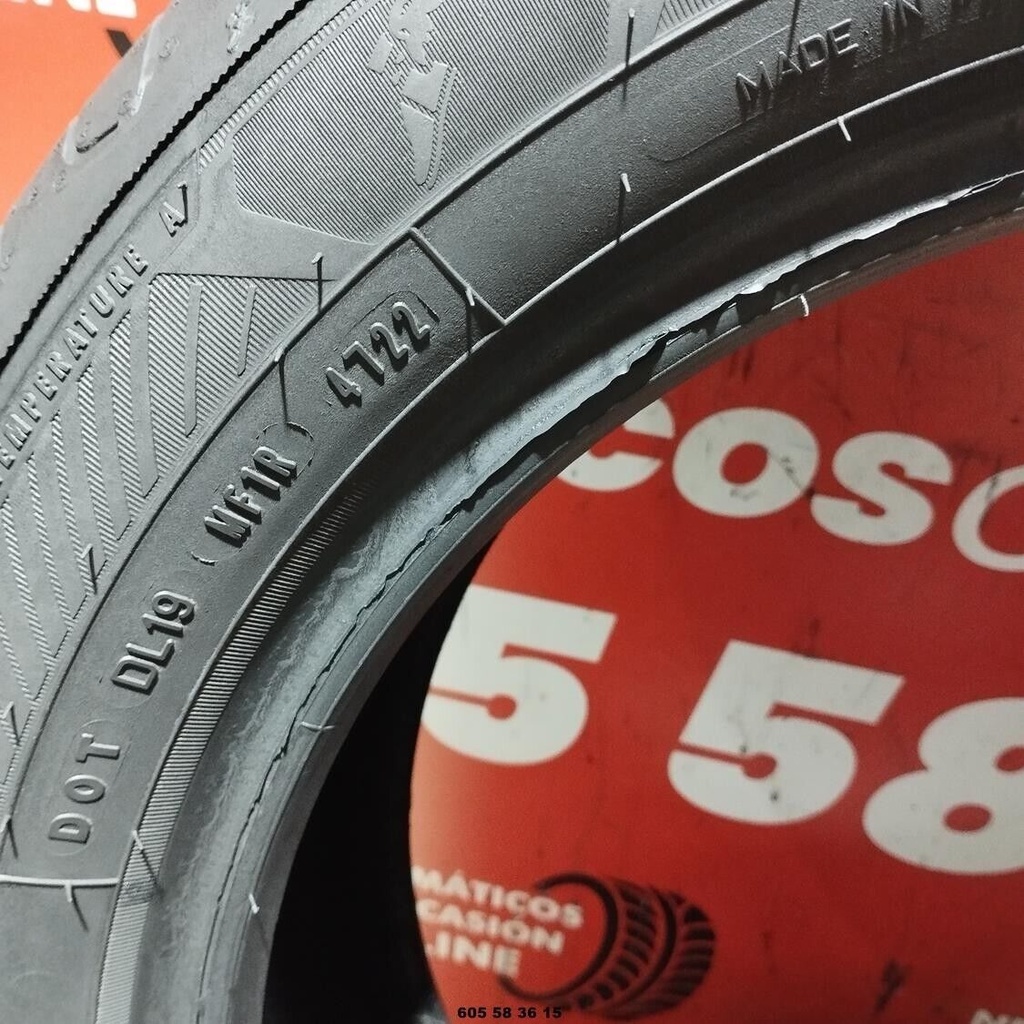 MADE IN
TEMPERATURE A
4722
MF1R
DL19
DOT
cos
5 58
MÁTICOS
CASIÓN
LINE
605 58 36 15